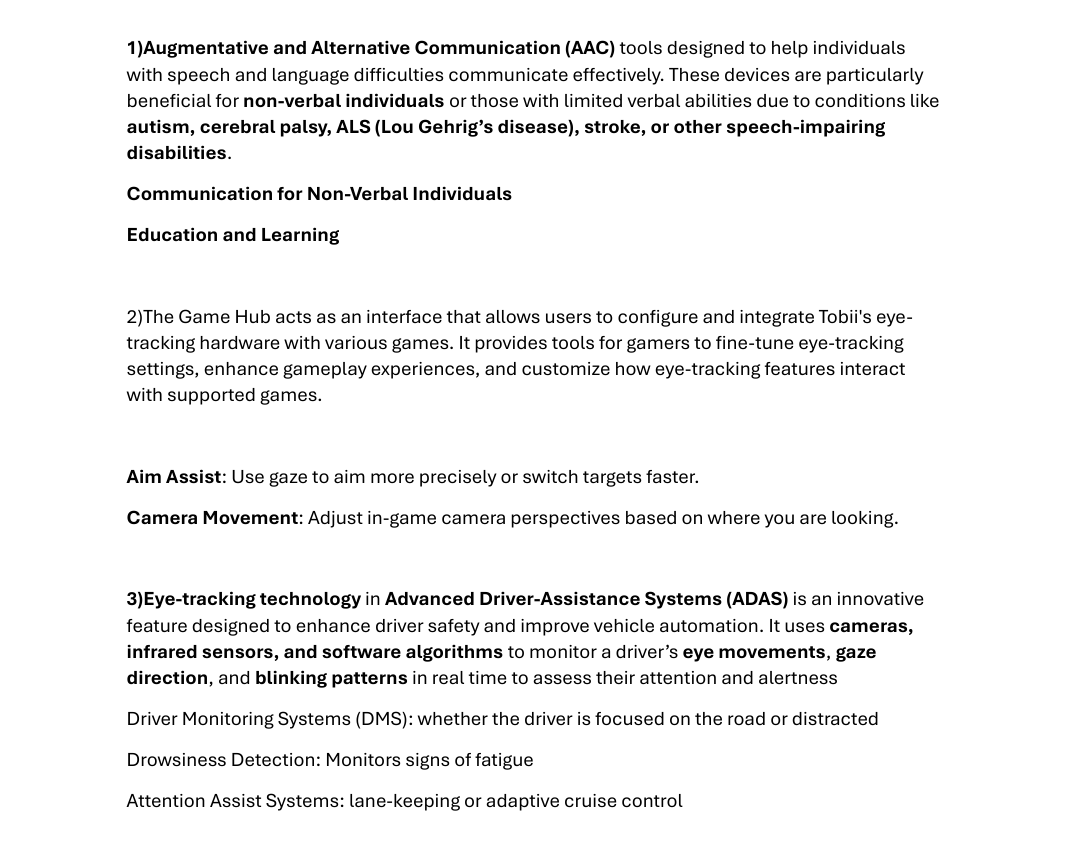 1)Augmentative and Alternative Communication (AAC) tools designed to help individuals
with speech and language difficulties communicate effectively. These devices are particularly
beneficial for non-verbal individuals or those with limited verbal abilities due to conditions like
autism, cerebral palsy, ALS (Lou Gehrig’s disease), stroke, or other speech-impairing
disabilities.
Communication for Non-Verbal Individuals
Education and Learning
2)The Game Hub acts as an interface that allows users to configure and integrate Tobii's eye-
tracking hardware with various games. It provides tools for gamers to fine-tune eye-tracking
settings, enhance gameplay experiences, and customize how eye-tracking features interact
with supported games.
Aim Assist: Use gaze to aim more precisely or switch targets faster.
Camera Movement: Adjust in-game camera perspectives based on where you are looking.
3)Eye-tracking technology in Advanced Driver-Assistance Systems (ADAS) is an innovative
feature designed to enhance driver safety and improve vehicle automation. It uses cameras,
infrared sensors, and software algorithms to monitor a driver’s eye movements, gaze
direction, and blinking patterns in real time to assess their attention and alertness
Driver Monitoring Systems (DMS): whether the driver is focused on the road or distracted
Drowsiness Detection: Monitors signs of fatigue
Attention Assist Systems: lane-keeping or adaptive cruise control